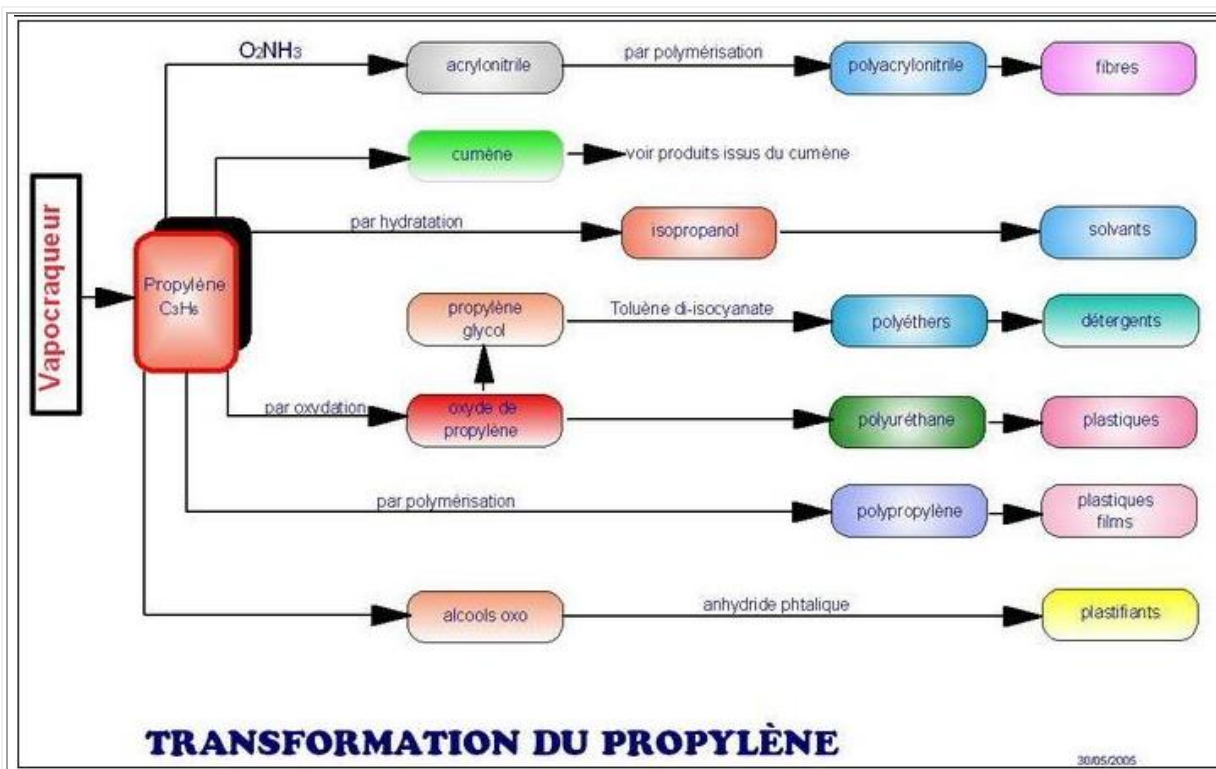 O₂NH₃
acrylonitrile
par polymérisation
polyacrylonitrile
fibres
cumène
voir produits issus du cumène
par hydratation
isopropanol
solvants
Vapocraqueur
Propylène
C₃H₆
propylène
glycol
Toluène di-isocyanate
polyéthers
détergents
par oxydation
oxyde de
propylène
polyuréthane
plastiques
par polymérisation
polypropylène
plastiques
films
alcools oxo
anhydride phtalique
plastifiants
TRANSFORMATION DU PROPYLÈNE
30/05/2005